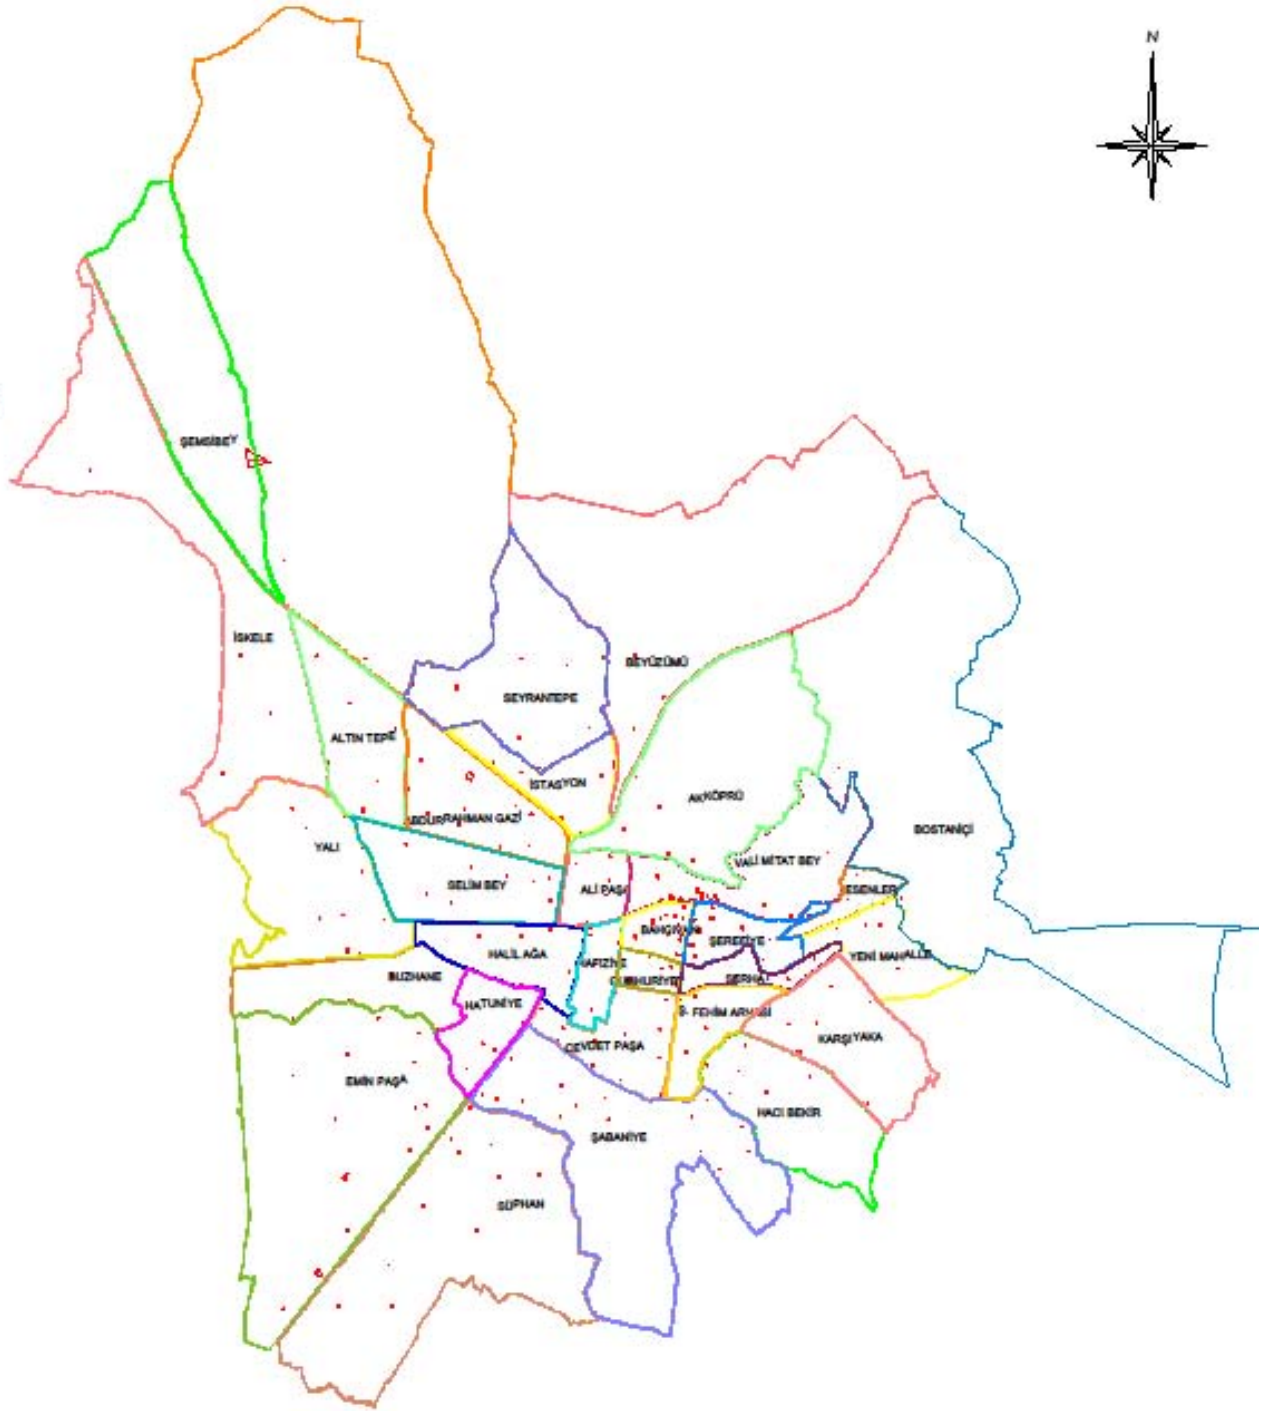 N
ŞEMSİBEY
İSKELE
BEYÜZÜMÜ
SEYRANTEPE
ALTIN TEPE
İSTASYON
AKKÖPRÜ
ABDURRAHMAN GAZİ
BOSTANİÇİ
YALI
VALİ MİTAT BEY
SELİM BEY
ALİ PAŞA
ESENLER
BAHÇIVAN
ŞEREFİYE
HALİL AĞA
YENİ MAHALLE
HAFİZİYE
BUZHANE
CUMHURİYET
SERHAT
HATUNİYE
FEHİM ARVASİ
KARŞIYAKA
CEVDET PAŞA
EMİN PAŞA
HACI BEKİR
ŞABANİYE
SÜPHAN